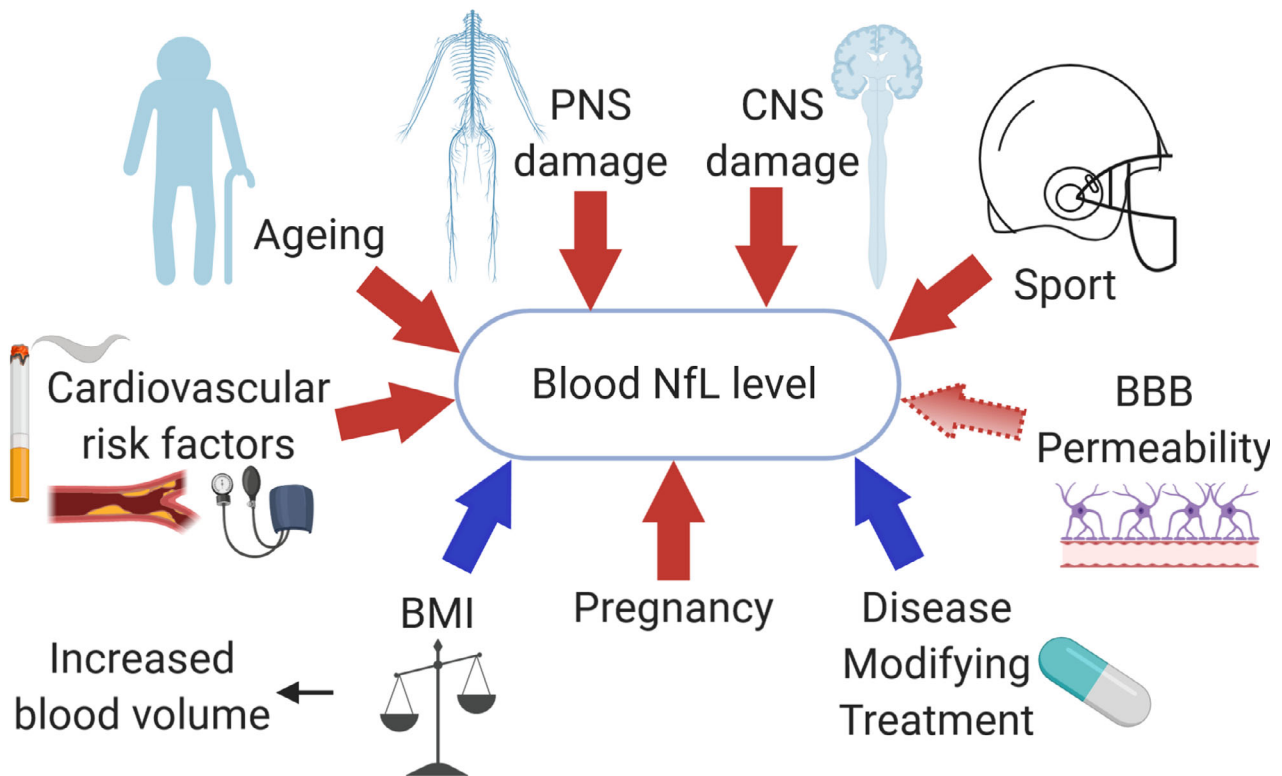 PNS
damage
CNS
damage
Ageing
Sport
Cardiovascular
risk factors
Blood NfL level
BBB
Permeability
BMI
Pregnancy
Disease
Modifying
Treatment
Increased
blood volume